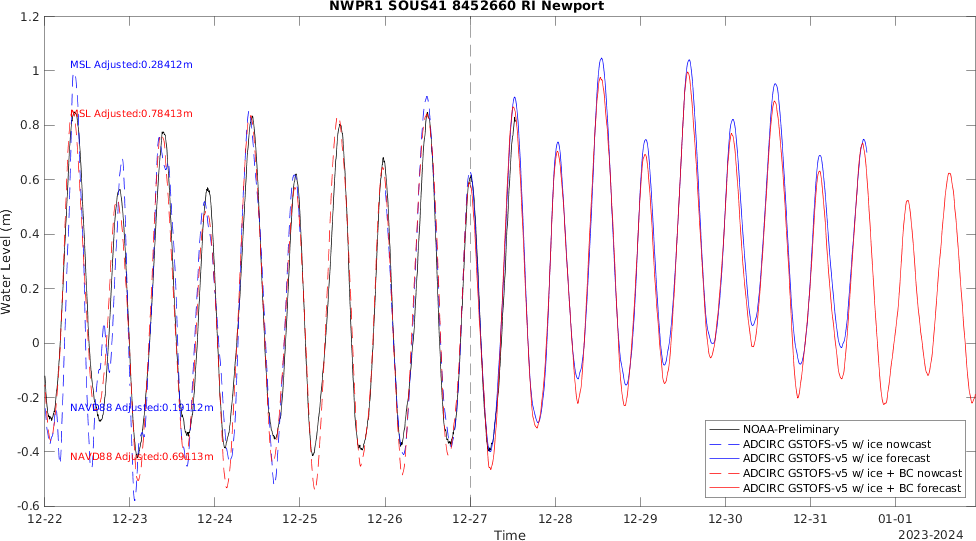 NWPR1 SOUS41 8452660 RI Newport
1.2
1
0.8
0.6
0.4
0.2
0
-0.2
-0.4
-0.6
Water Level (m)
MSL Adjusted:0.28412m
MSL Adjusted:0.78413m
NAVD88 Adjusted:0.19112m
NAVD88 Adjusted:0.69113m
NOAA-Preliminary
ADCIRC GSTOFS-v5 w/ ice nowcast
ADCIRC GSTOFS-v5 w/ ice forecast
ADCIRC GSTOFS-v5 w/ ice + BC nowcast
ADCIRC GSTOFS-v5 w/ ice + BC forecast
12-22 12-23 12-24 12-25 12-26 12-27 12-28 12-29 12-30 12-31 01-01
Time
2023-2024